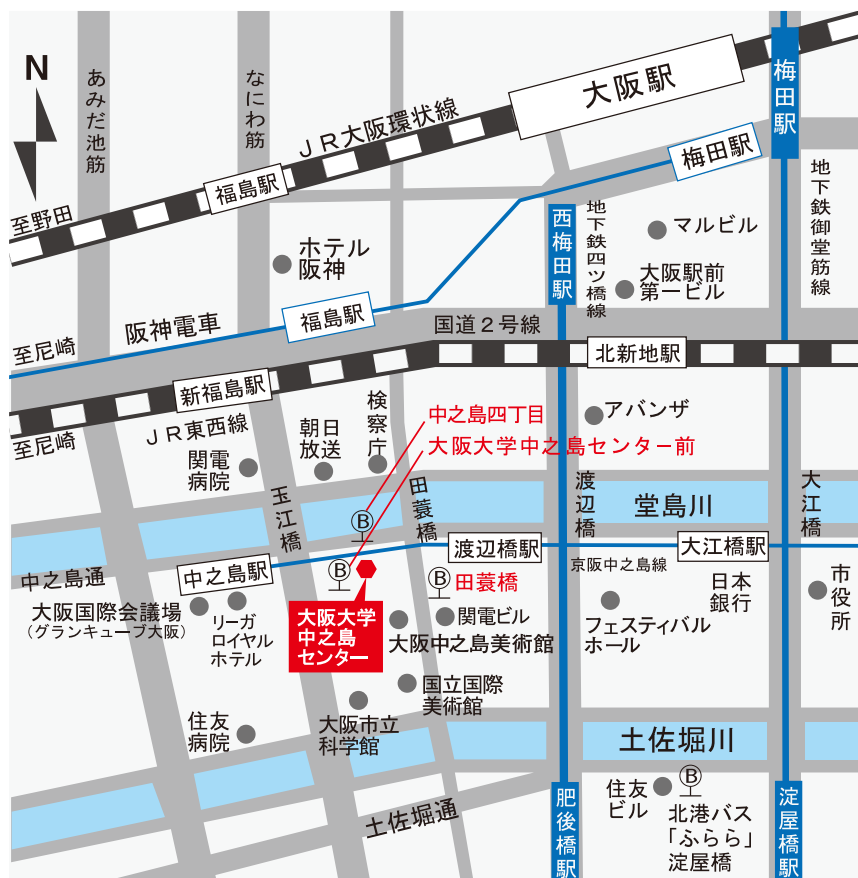 N
あみだ池筋
なにわ筋
JR大阪環状線
大阪駅
梅田駅
梅田駅
福島駅
至野田
地下鉄御堂筋線
西梅田駅
地下鉄四ツ橋線
マルビル
ホテル
阪神
大阪駅前
第一ビル
阪神電車
福島駅
国道2号線
至尼崎
北新地駅
新福島駅
JR東西線
至尼崎
検察庁
朝日
放送
関電
病院
中之島四丁目
大阪大学中之島センター前
アバンザ
玉江橋
田蓑橋
渡辺橋
堂島川
大江橋
B
中之島通
中之島駅
渡辺橋駅
大江橋駅
京阪中之島線
B
B
田蓑橋
日本
銀行
市役所
大阪国際会議場
(グランキューブ大阪)
リーガ
ロイヤル
ホテル
大阪大学
中之島
センター
関電ビル
大阪中之島美術館
フェスティバル
ホール
国立国際
美術館
大阪市立
科学館
住友
病院
土佐堀川
土佐堀通
肥後橋駅
住友
ビル
B
北港バス
「ふらら」
淀屋橋
淀屋橋駅